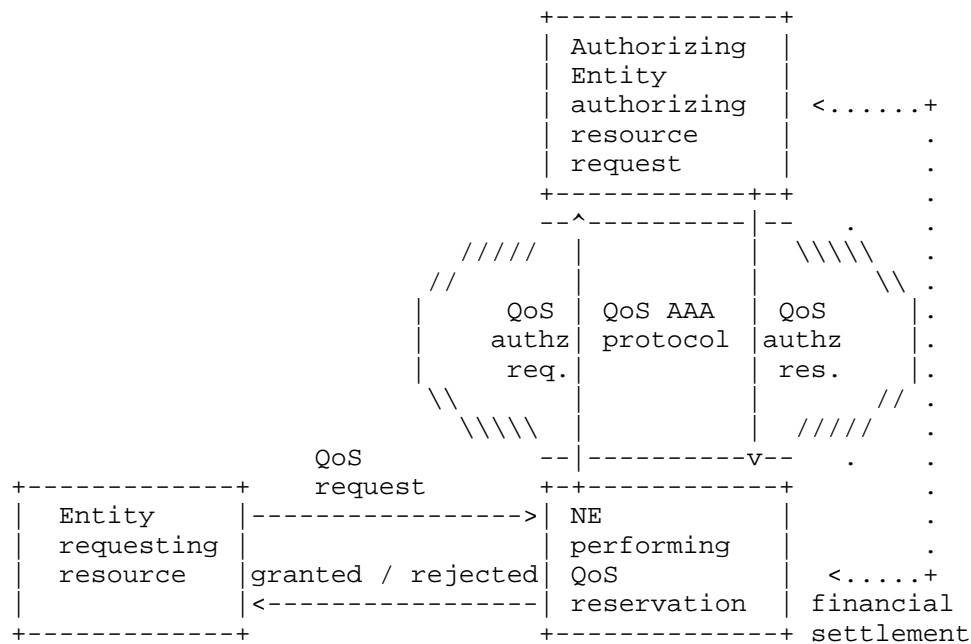 Authorizing
Entity
authorizing
resource
request
QoS QoS AAA QoS
authz protocol authz
req. res.
QoS
request
Entity NE
requesting performing
resource granted / rejected QoS
reservation financial
settlement